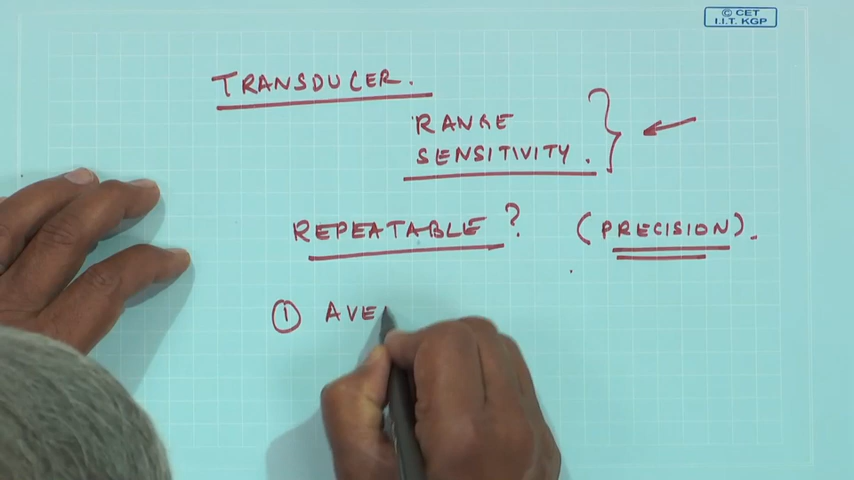 © CET
I.I.T. KGP
TRANSDUCER.
RANGE
SENSITIVITY.
REPEATABLE? (PRECISION).
① AVE